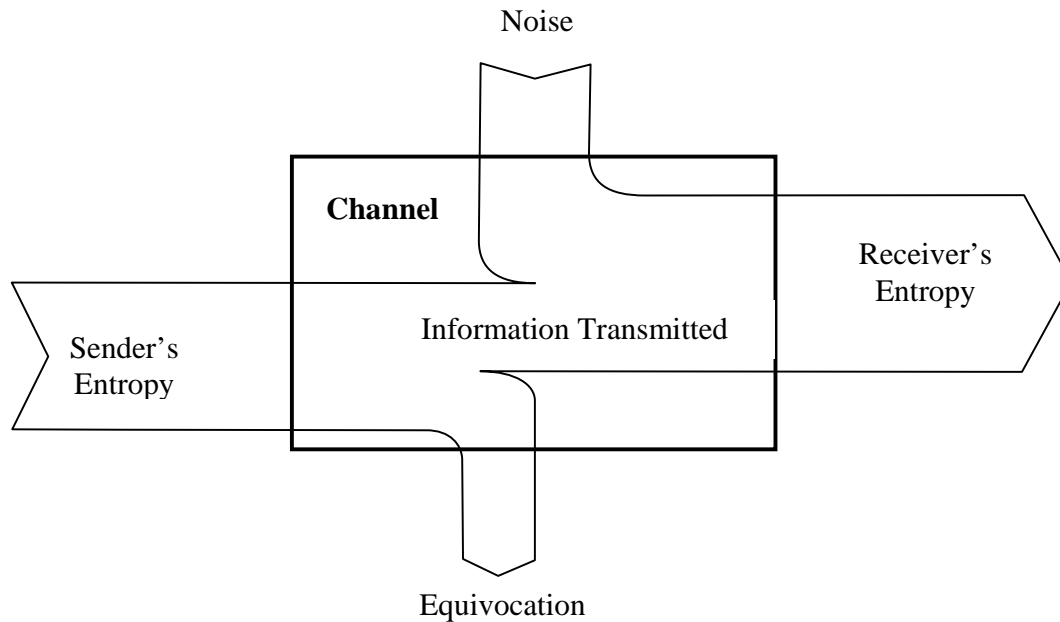 Noise
Channel
Receiver's
Entropy
Information Transmitted
Sender's
Entropy
Equivocation